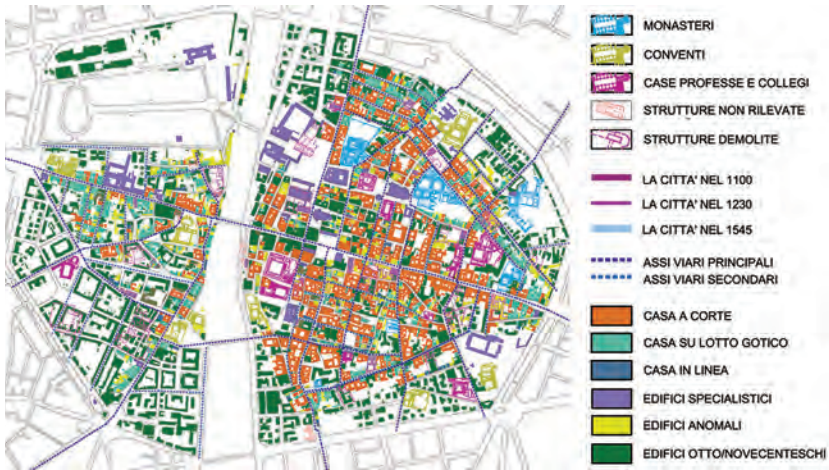 MONASTERI
CONVENTI
CASE PROFESSE E COLLEGI
STRUTTURE NON RILEVATE
STRUTTURE DEMOLITE
LA CITTA' NEL 1100
LA CITTA' NEL 1230
LA CITTA' NEL 1545
ASSI VIARI PRINCIPALI
ASSI VIARI SECONDARI
CASA A CORTE
CASA SU LOTTO GOTICO
CASA IN LINEA
EDIFICI SPECIALISTICI
EDIFICI ANOMALI
EDIFICI OTTO/NOVECENTESCHI